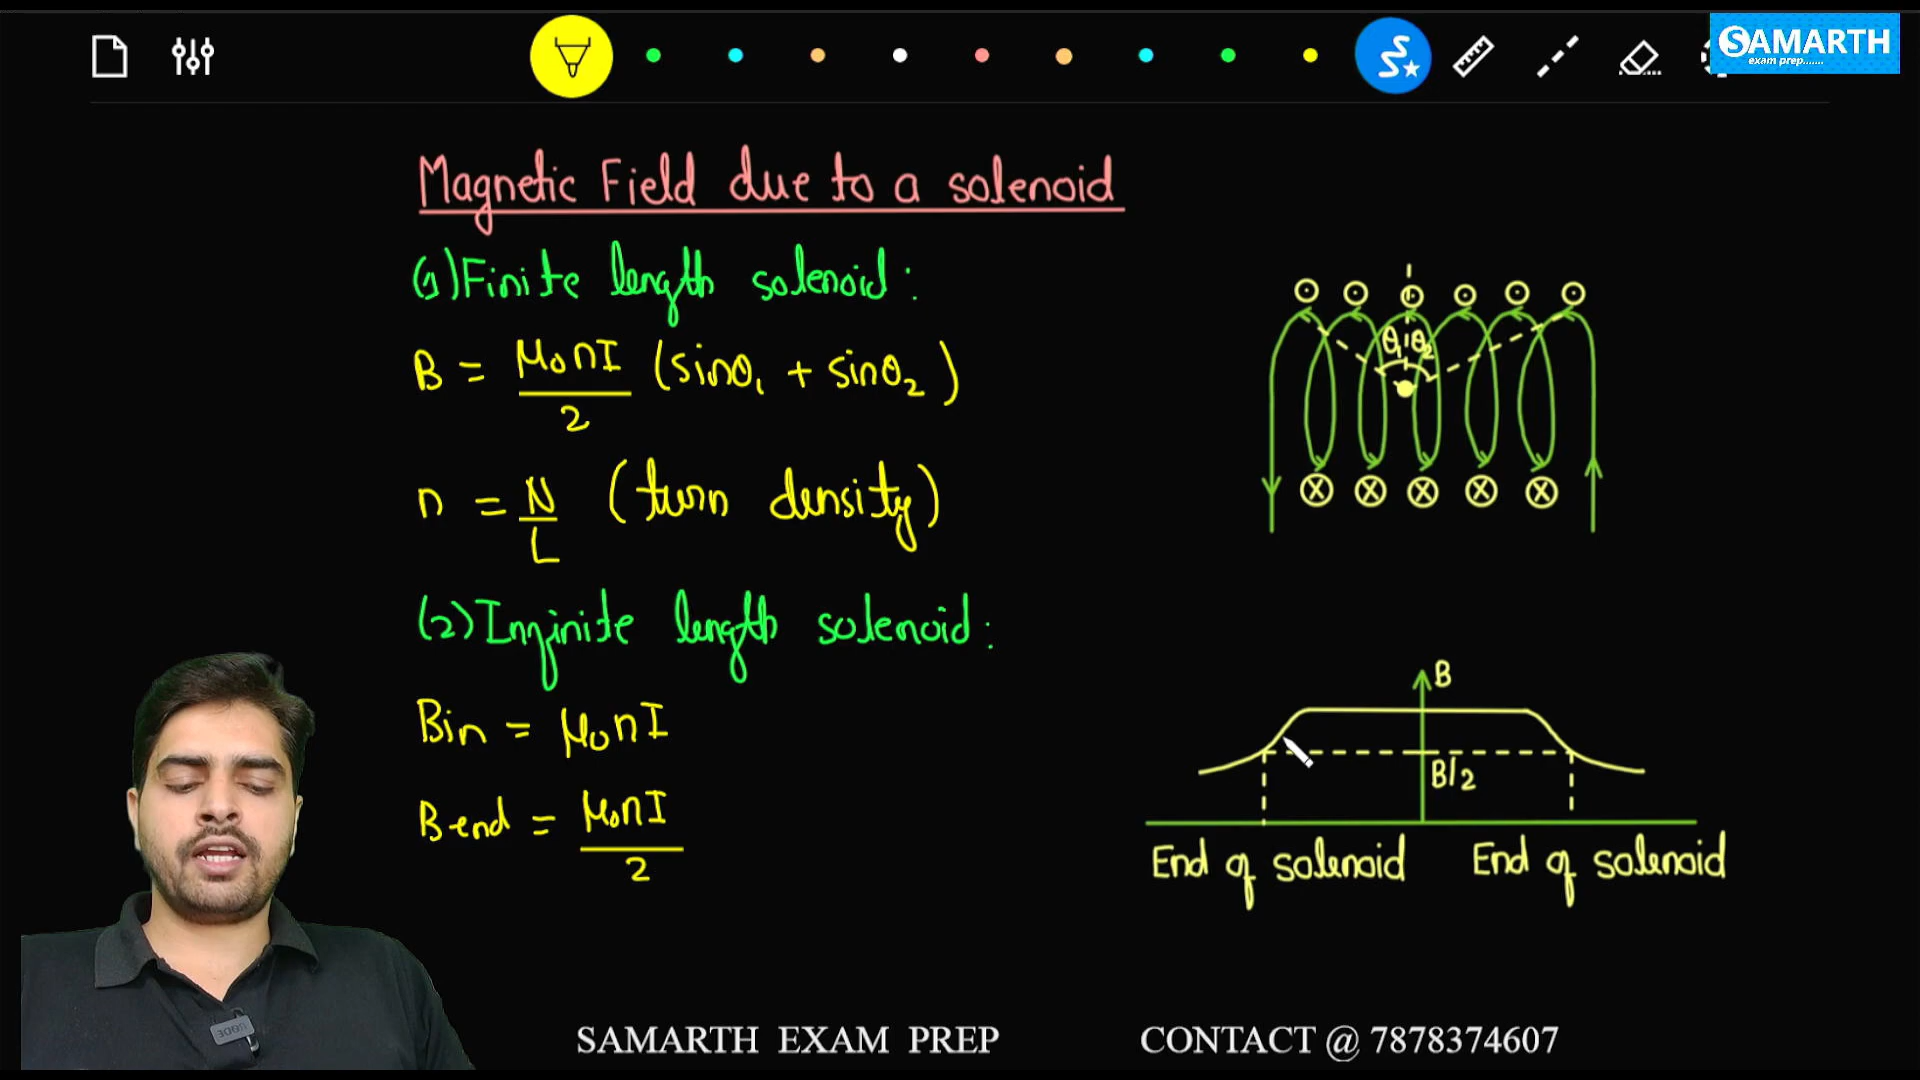 SAMARTH
exam prep.......
Magnetic Field due to a solenoid
(1) Finite length solenoid:
B = μ₀nI/2 (sinθ₁ + sinθ₂)
n = N/L (turn density)
θ₁ θ₂
(2) Infinite length solenoid:
Bin = μ₀nI
Bend = μ₀nI/2
B
B/2
End of solenoid End of solenoid
SAMARTH EXAM PREP CONTACT @ 7878374607